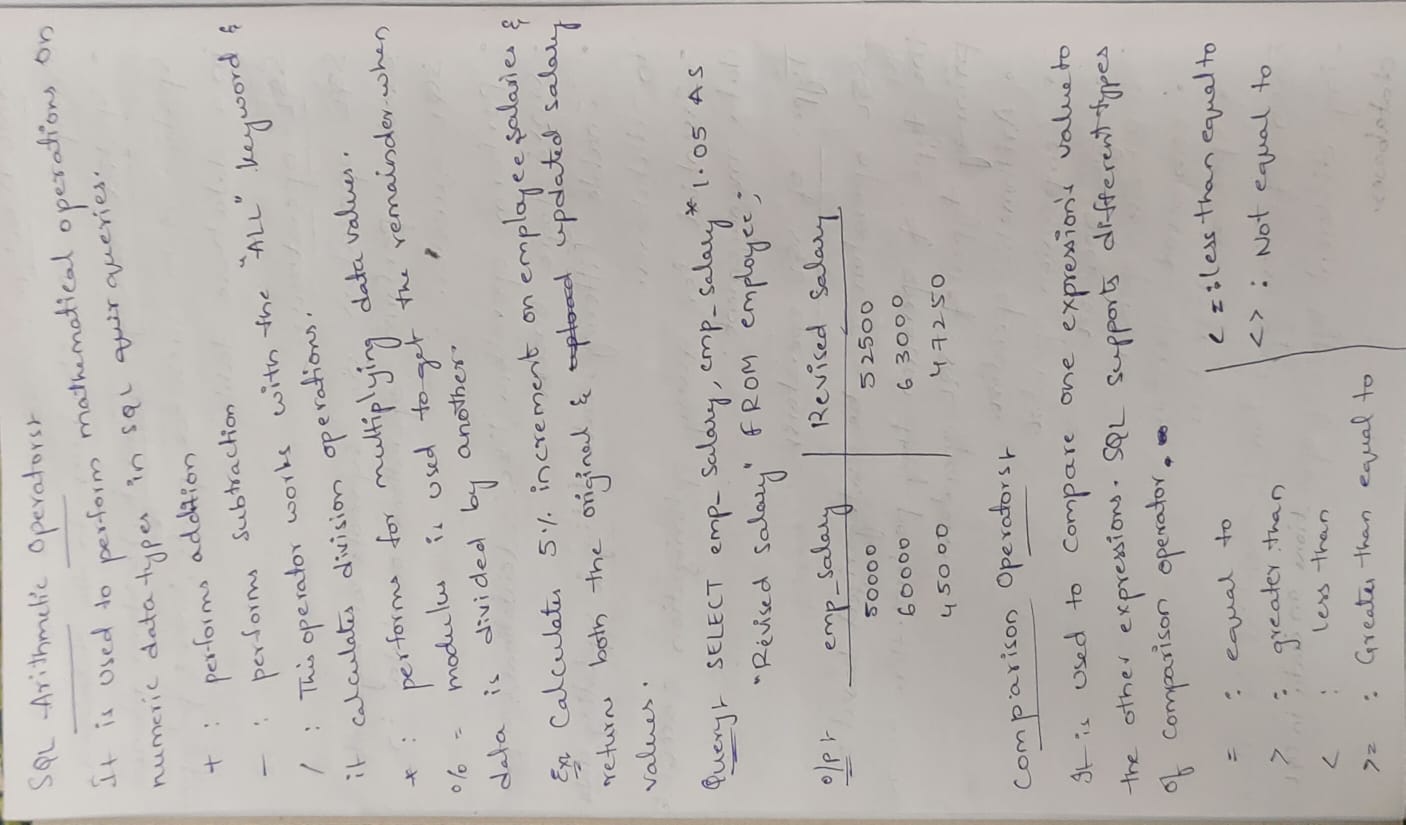 SQL Arithmetic Operators:-
It is used to perform mathematical operations on
numeric data types in SQL queries.
+ : performs addition
- : performs subtraction
/ : This operator works with the "ALL" keyword &
it calculates division operations.
* : performs for multiplying data values.
% = modulus is used to get the remainder when
data is divided by another.
Ex Calculates 5% increment on employee salaries &
return both the original & updated salary
values.
Query:- SELECT emp_salary, emp_salary * 1.05 AS
"Revised salary" FROM employee;
o/p:- emp_salary | Revised salary
50000 | 52500
60000 | 63000
45000 | 47250
Comparison Operators:-
It is used to compare one expression's value to
the other expressions. SQL supports different types
of comparison operator.
= : equal to
> : greater than
< : less than
>= : Greater than equal to
<= : less than equal to
<> : Not equal to